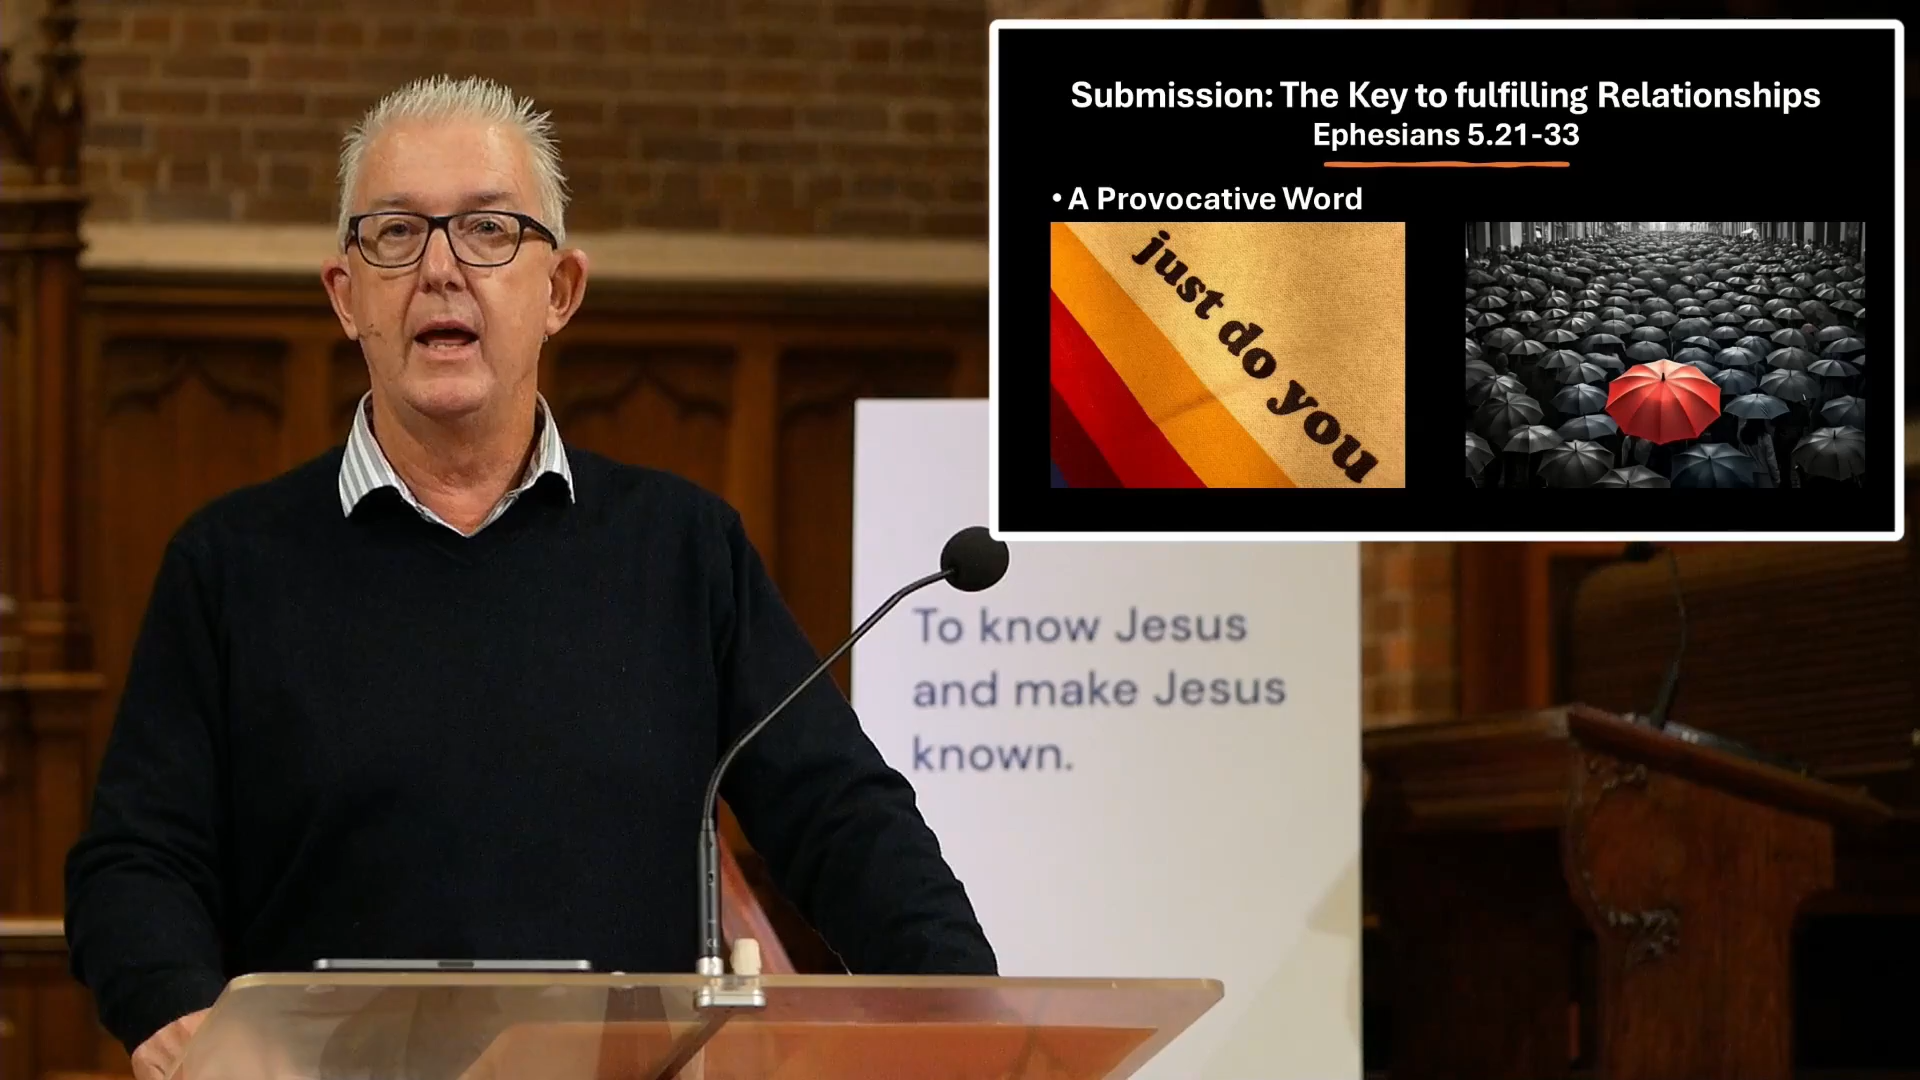 Submission: The Key to fulfilling Relationships
Ephesians 5.21-33
• A Provocative Word
just do you
To know Jesus
and make Jesus
known.